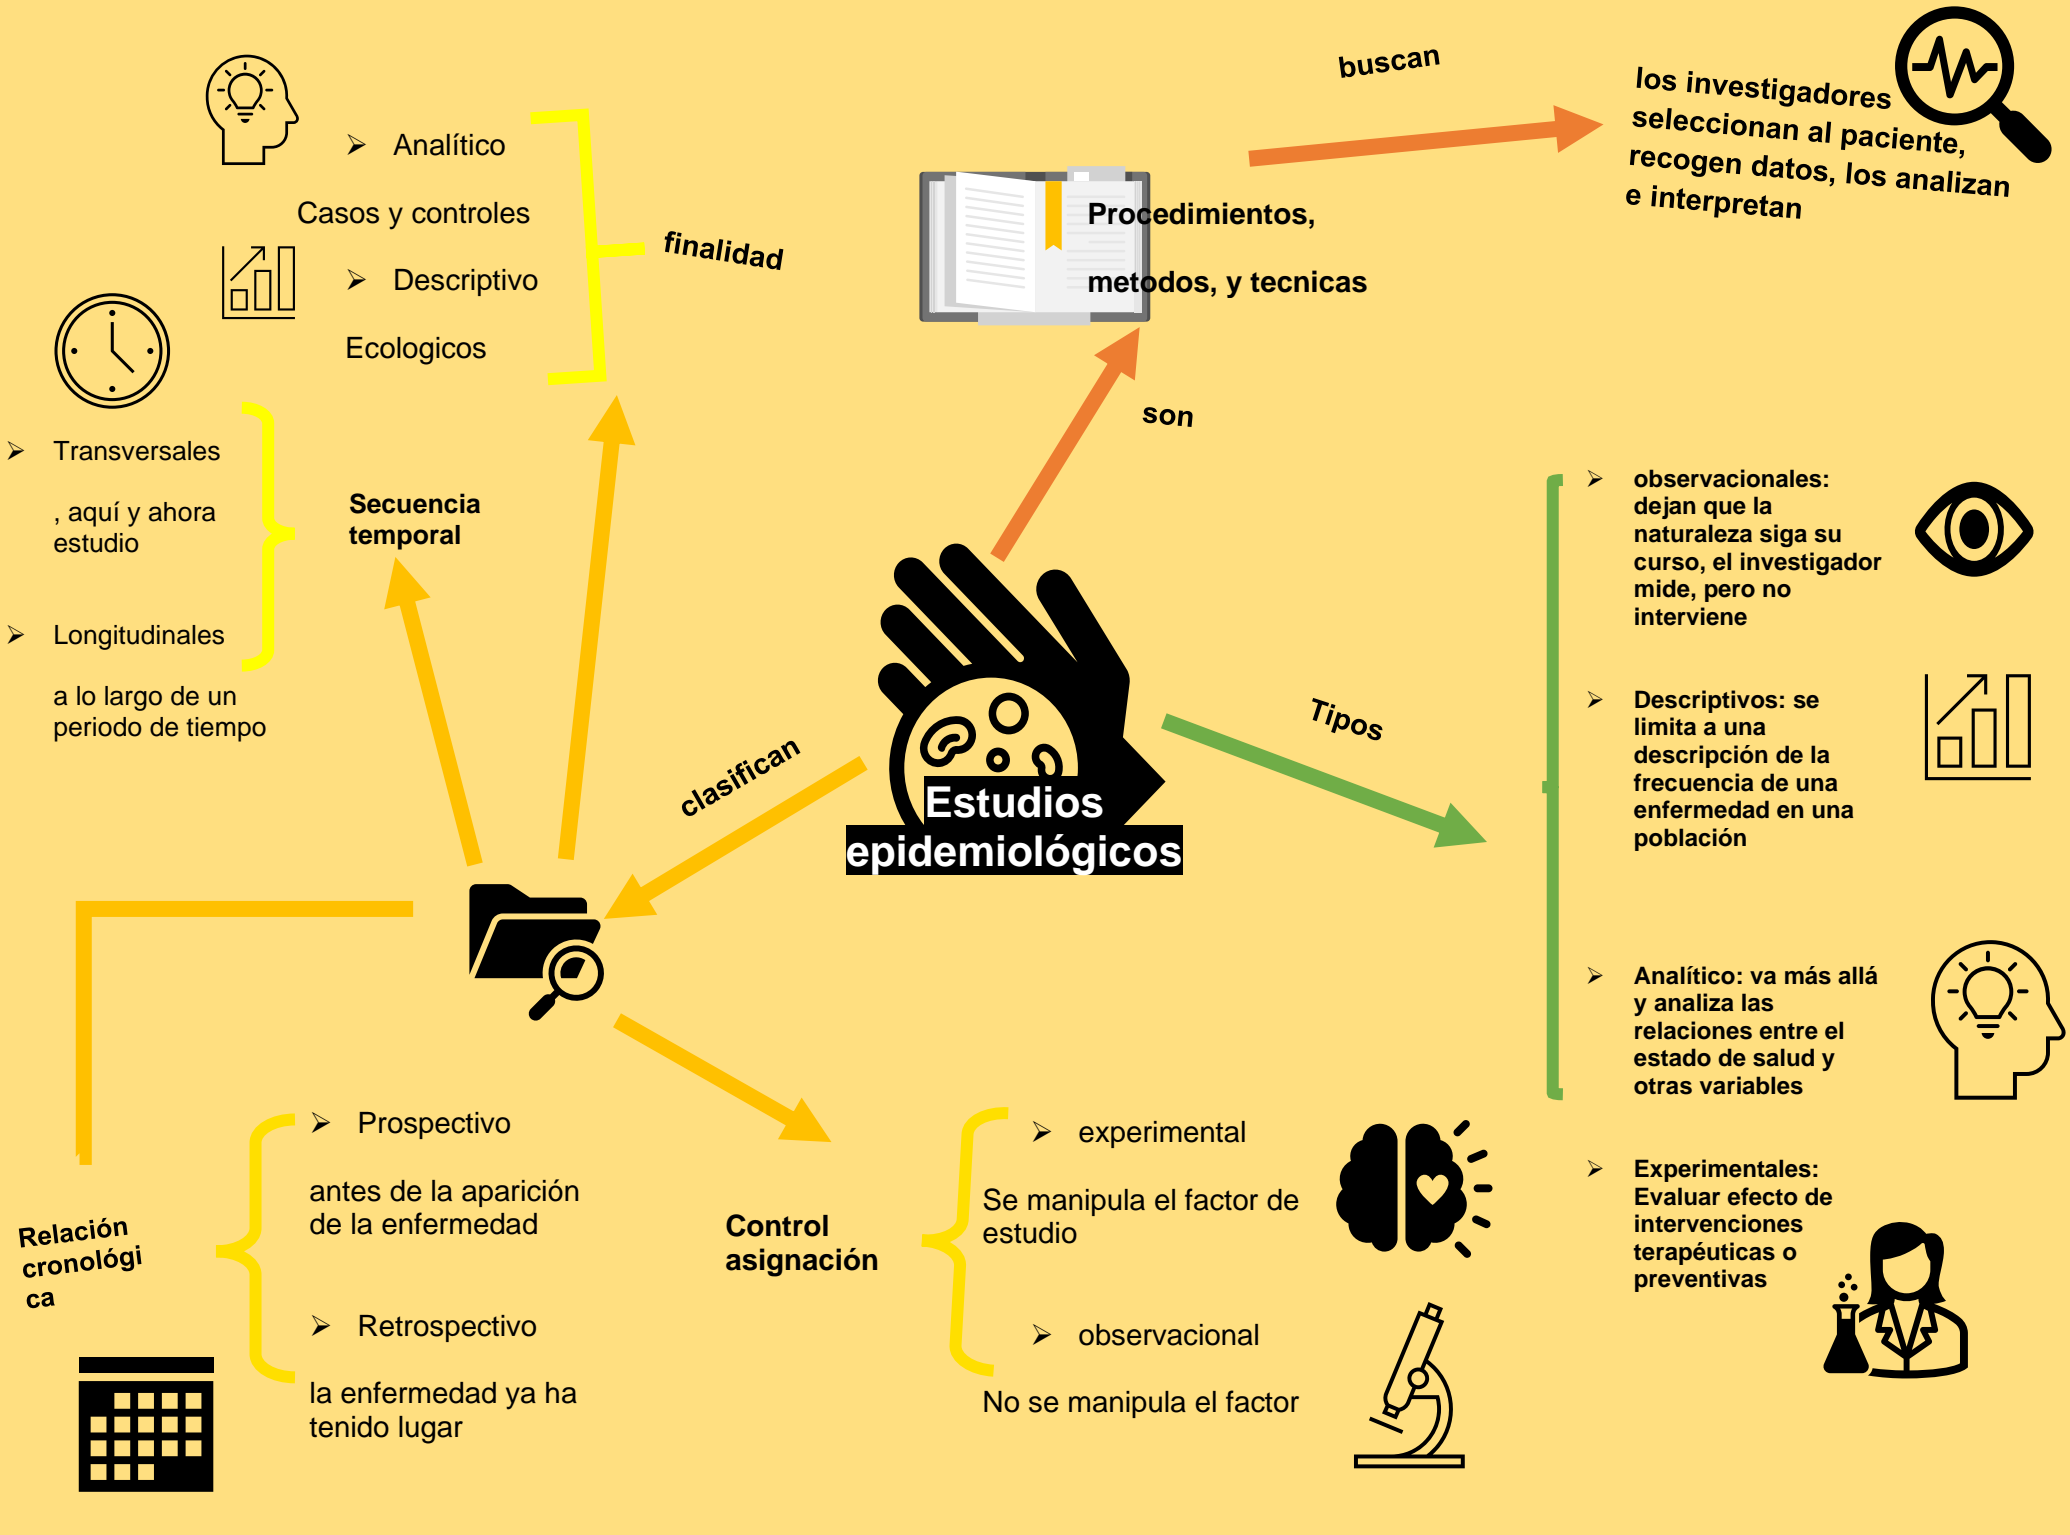 buscan
los investigadores
seleccionan al paciente,
recogen datos, los analizan
e interpretan
➢ Analítico
Casos y controles
➢ Descriptivo
Ecologicos
finalidad
Procedimientos,
metodos, y tecnicas
son
➢ Transversales
, aquí y ahora
estudio
➢ Longitudinales
a lo largo de un
periodo de tiempo
Secuencia
temporal
clasifican
Estudios
epidemiológicos
Tipos
➢ observacionales:
dejan que la
naturaleza siga su
curso, el investigador
mide, pero no
interviene
➢ Descriptivos: se
limita a una
descripción de la
frecuencia de una
enfermedad en una
población
➢ Analítico: va más allá
y analiza las
relaciones entre el
estado de salud y
otras variables
➢ Experimentales:
Evaluar efecto de
intervenciones
terapéuticas o
preventivas
Relación
cronológi
ca
➢ Prospectivo
antes de la aparición
de la enfermedad
➢ Retrospectivo
la enfermedad ya ha
tenido lugar
Control
asignación
➢ experimental
Se manipula el factor de
estudio
➢ observacional
No se manipula el factor